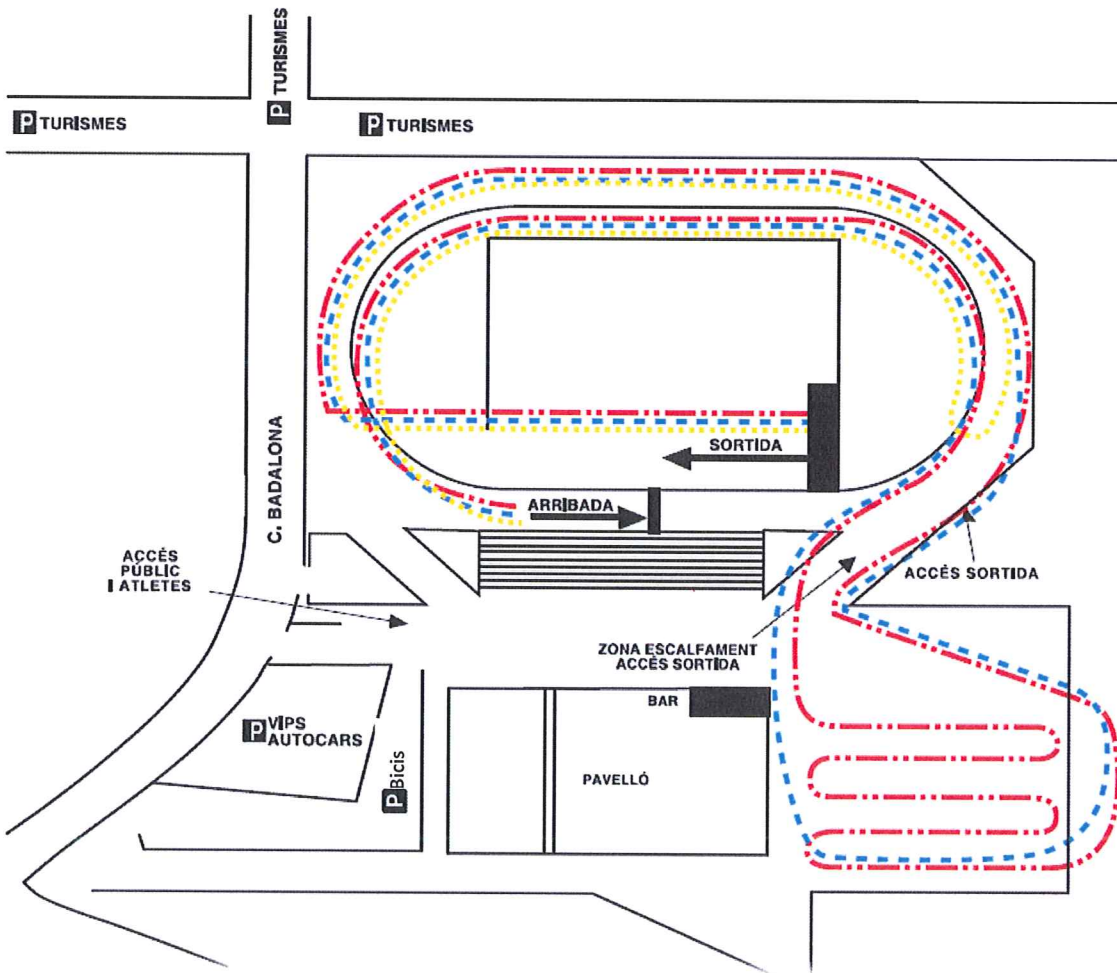 P TURISMES
P TURISMES
P TURISMES
C. BADALONA
SORTIDA
ARRIBADA
ACCÉS
PÚBLIC
I ATLETES
ACCÉS SORTIDA
ZONA ESCALFAMENT
ACCÉS SORTIDA
BAR
P VIPS
AUTOCARS
P Bicis
PAVELLÓ